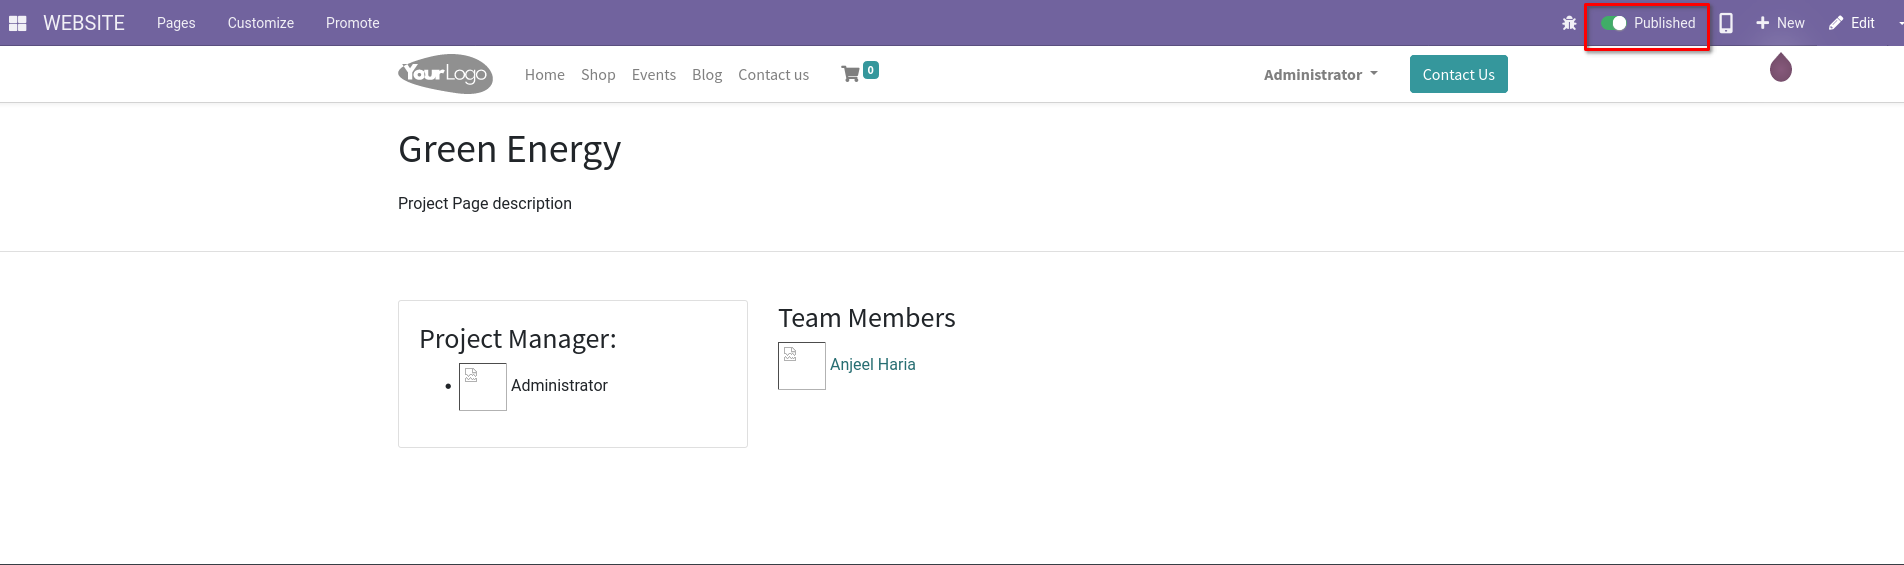 WEBSITE Pages Customize Promote Published New Edit
YourLogo Home Shop Events Blog Contact us 0 Administrator Contact Us
Green Energy
Project Page description
Project Manager:
Administrator
Team Members
Anjeel Haria